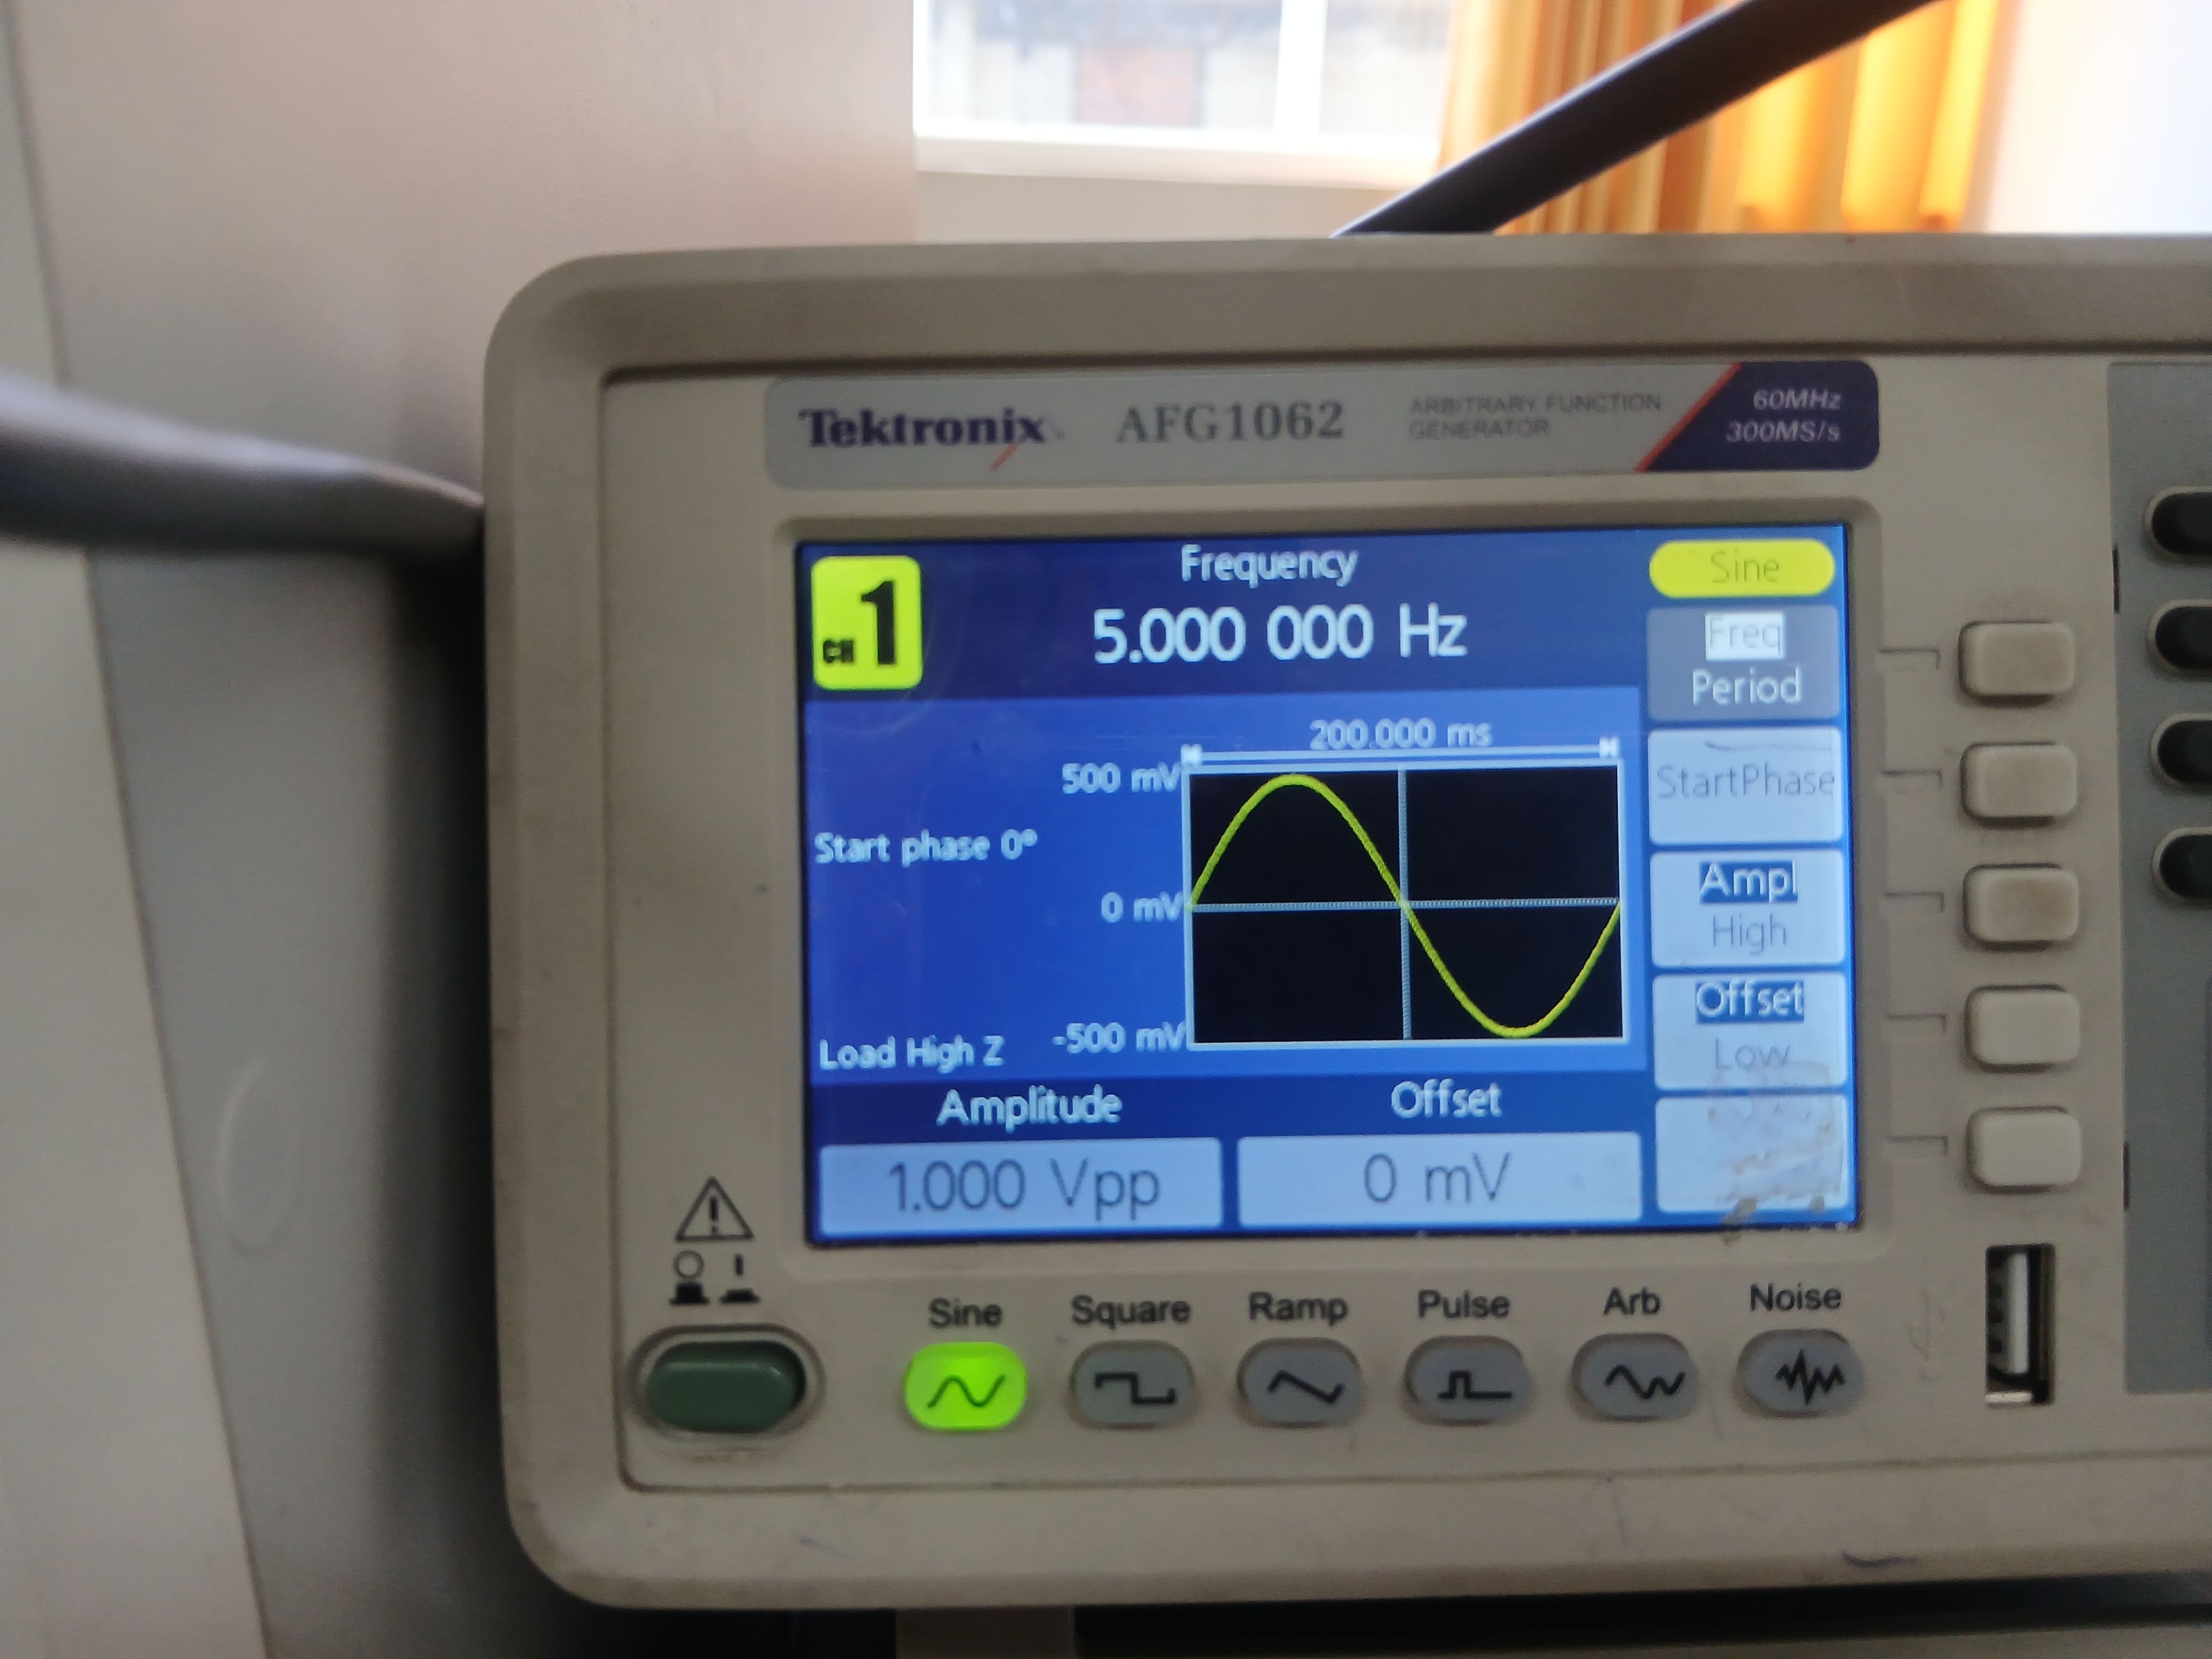 Tektronix AFG1062 ARBITRARY FUNCTION GENERATOR 60MHz 300MS/s
CH 1
Frequency
5.000 000 Hz
Sine
Freq
Period
200.000 ms
500 mV
StartPhase
Start phase 0°
Ampl
High
0 mV
Offset
Low
Load High Z
-500 mV
Amplitude
Offset
1.000 Vpp
0 mV
Sine Square Ramp Pulse Arb Noise